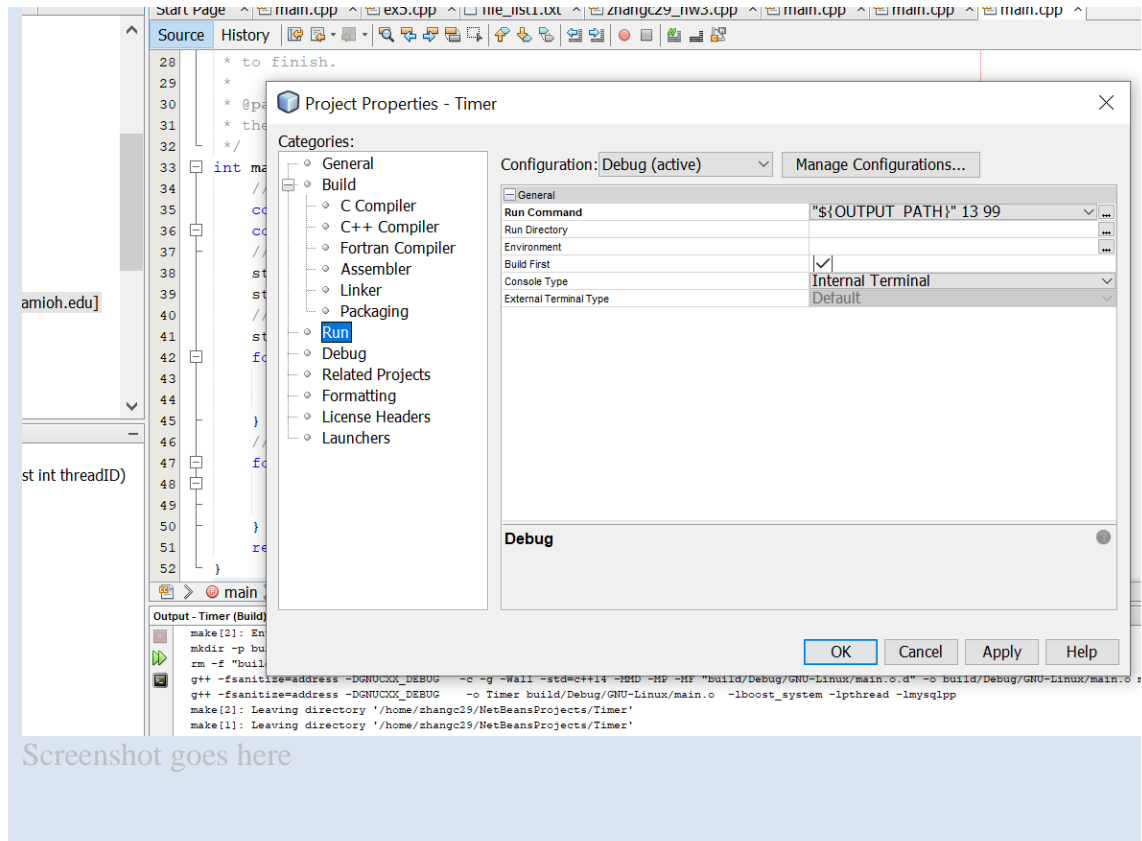 Start Page main.cpp ex5.cpp file_list1.txt zhangc29_hw3.cpp main.cpp main.cpp main.cpp
Source History
28 * to finish.
29 *
30 * @pa
31 * the
32 */
33 int ma
34 //
35 co
36 co
37 //
38 st
39 st
40 //
41 st
42 fo
43
44
45 }
46 //
47 fo
48
49
50 }
51 re
52 }
amioh.edu]
st int threadID)
main
Project Properties - Timer
Categories:
General
Build
C Compiler
C++ Compiler
Fortran Compiler
Assembler
Linker
Packaging
Run
Debug
Related Projects
Formatting
License Headers
Launchers
Configuration: Debug (active) Manage Configurations...
General
Run Command "${OUTPUT_PATH}" 13 99
Run Directory
Environment
Build First
Console Type Internal Terminal
External Terminal Type Default
Debug
OK Cancel Apply Help
Output - Timer (Build)
make[2]: En
mkdir -p bu
rm -f "buil
g++ -fsanitize=address -DGNUCXX_DEBUG -c -g -Wall -std=c++14 -MMD -MP -MF "build/Debug/GNU-Linux/main.o.d" -o build/Debug/GNU-Linux/main.o m
g++ -fsanitize=address -DGNUCXX_DEBUG -o Timer build/Debug/GNU-Linux/main.o -lboost_system -lpthread -lmysqlpp
make[2]: Leaving directory '/home/zhangc29/NetBeansProjects/Timer'
make[1]: Leaving directory '/home/zhangc29/NetBeansProjects/Timer'
Screenshot goes here